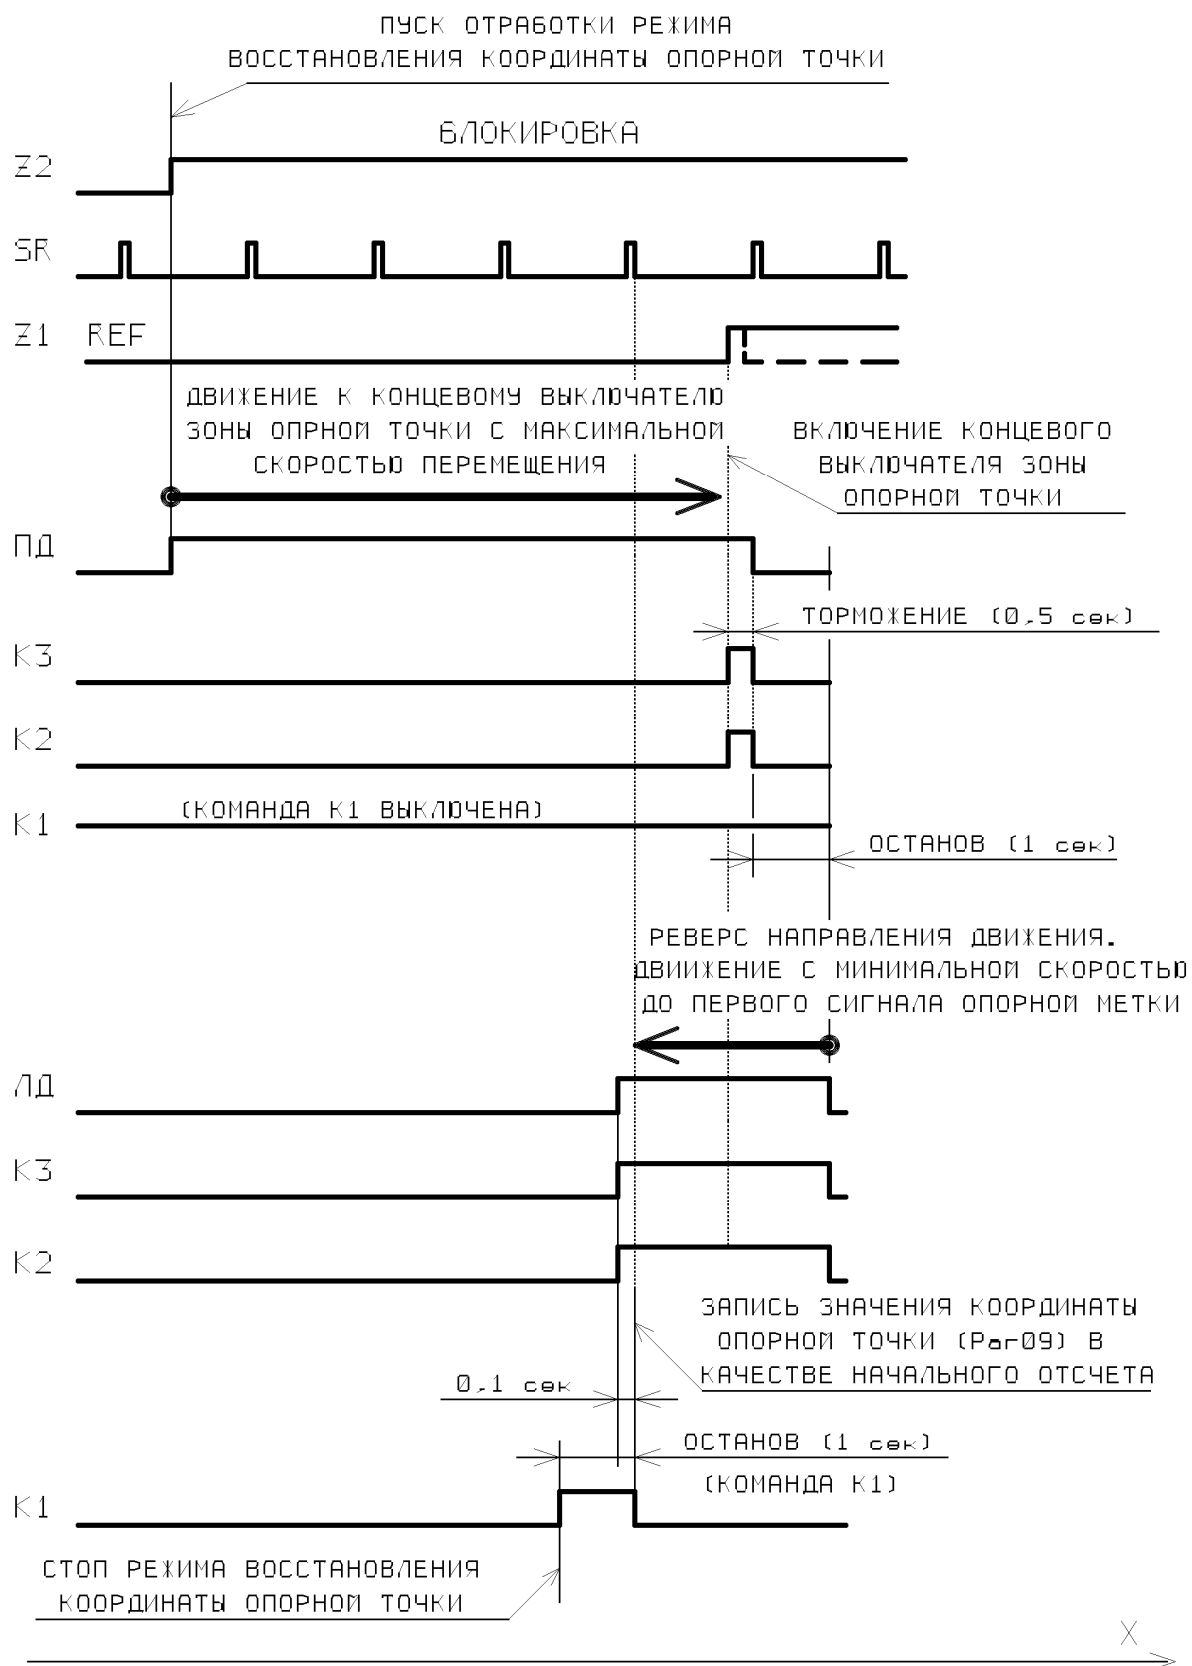 ПУСК ОТРАБОТКИ РЕЖИМА
ВОССТАНОВЛЕНИЯ КООРДИНАТЫ ОПОРНОЙ ТОЧКИ
БЛОКИРОВКА
Z2
SR
Z1 REF
ДВИЖЕНИЕ К КОНЦЕВОМУ ВЫКЛЮЧАТЕЛЮ
ЗОНЫ ОПРНОЙ ТОЧКИ С МАКСИМАЛЬНОЙ
СКОРОСТЬЮ ПЕРЕМЕЩЕНИЯ
ВКЛЮЧЕНИЕ КОНЦЕВОГО
ВЫКЛЮЧАТЕЛЯ ЗОНЫ
ОПОРНОЙ ТОЧКИ
ПД
ТОРМОЖЕНИЕ (0,5 сек)
К3
К2
К1
(КОМАНДА К1 ВЫКЛЮЧЕНА)
ОСТАНОВ (1 сек)
РЕВЕРС НАПРАВЛЕНИЯ ДВИЖЕНИЯ.
ДВИИЖЕНИЕ С МИНИМАЛЬНОЙ СКОРОСТЬЮ
ДО ПЕРВОГО СИГНАЛА ОПОРНОЙ МЕТКИ
ЛД
К3
К2
ЗАПИСЬ ЗНАЧЕНИЯ КООРДИНАТЫ
ОПОРНОЙ ТОЧКИ (Par09) В
КАЧЕСТВЕ НАЧАЛЬНОГО ОТСЧЕТА
0,1 сек
ОСТАНОВ (1 сек)
(КОМАНДА К1)
К1
СТОП РЕЖИМА ВОССТАНОВЛЕНИЯ
КООРДИНАТЫ ОПОРНОЙ ТОЧКИ
X